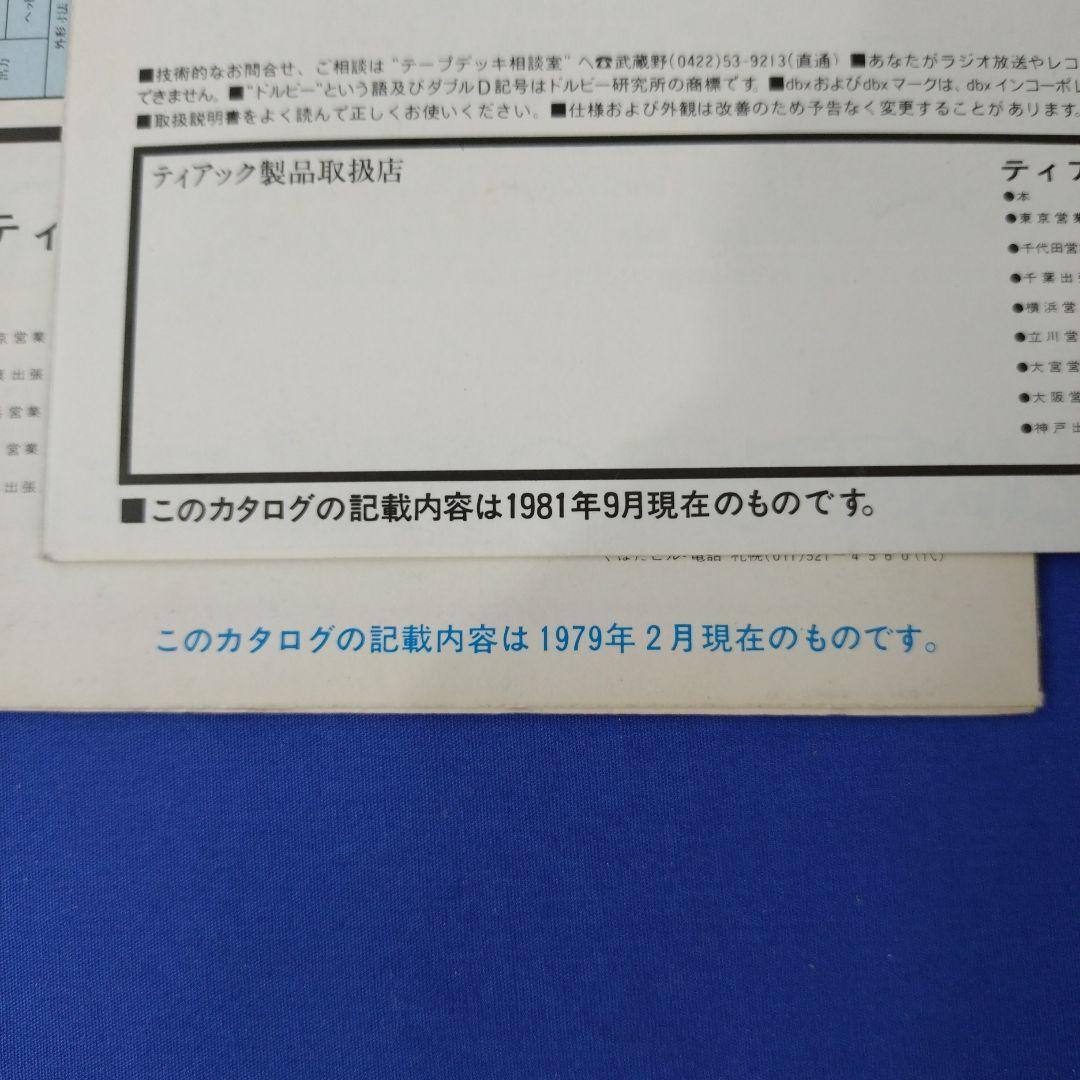 ■技術的なお問合せ、ご相談は"テープデッキ相談室"へ☎武蔵野(0422)53-9213(直通) ■あなたがラジオ放送やレコ
できません。■"ドルビー"という語及びダブルD記号はドルビー研究所の商標です。■dbxおよびdbxマークは、dbxインコーポレ
■取扱説明書をよく読んで正しくお使いください。■仕様および外観は改善のため予告なく変更することがあります。
ティアック製品取扱店
ティア
●本
●東京営業
●千代田営
●千葉出張
●横浜営
●立川営
●大宮営
●大阪営
●神戸出
■このカタログの記載内容は1981年9月現在のものです。
ティ
京営業
出張
営業
営業
出張
電話 札幌(011)521-4560(代)
このカタログの記載内容は1979年2月現在のものです。